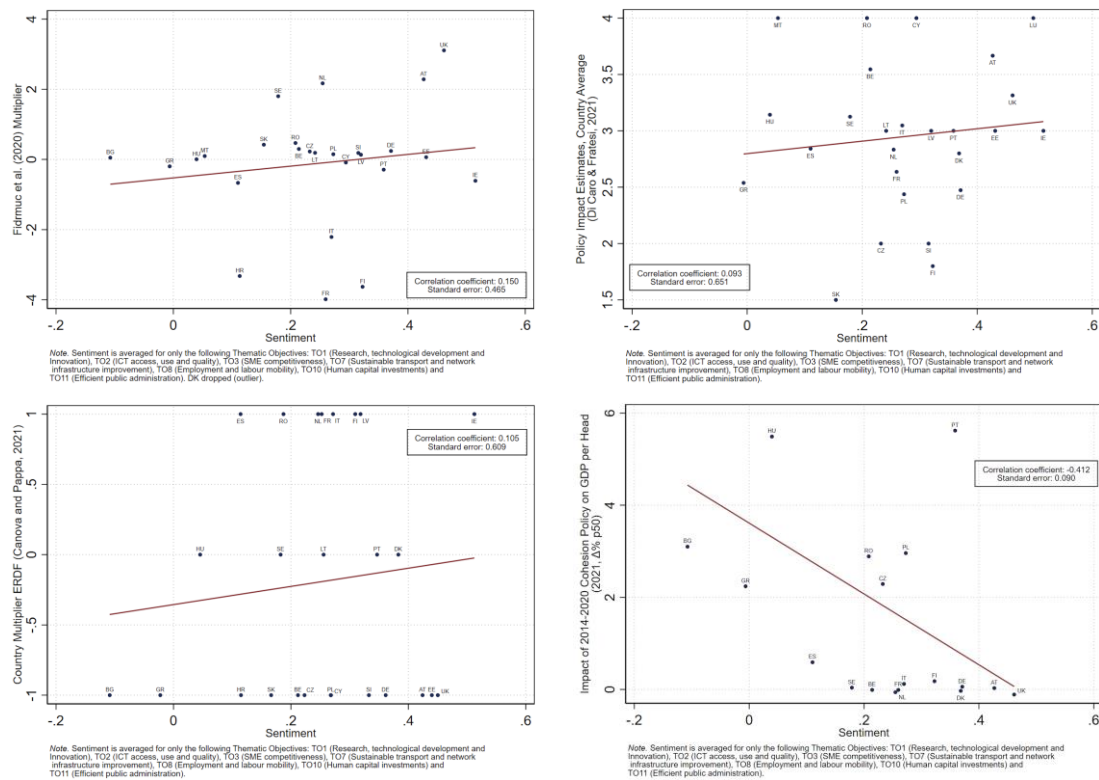 Fidrmuc et al. (2020) Multiplier
4
2
0
-2
-4
UK
AT
NL
SE
SK
RO
BG
GR
HU
MT
BE
CZ
LT
PL
CY
SI
LV
DE
PT
EE
IE
ES
IT
HR
FI
FR
Correlation coefficient: 0.150
Standard error: 0.465
-.2
0
.2
.4
.6
Sentiment
Note. Sentiment is averaged for only the following Thematic Objectives: TO1 (Research, technological development and
Innovation), TO2 (ICT access, use and quality), TO3 (SME competitiveness), TO7 (Sustainable transport and network
infrastructure improvement), TO8 (Employment and labour mobility), TO10 (Human capital investments) and
TO11 (Efficient public administration). DK dropped (outlier).
Policy Impact Estimates, Country Average
(Di Caro & Fratesi, 2021)
4
3.5
3
2.5
2
1.5
MT
RO
CY
LU
AT
BE
UK
HU
SE
LT
IT
LV
PT
EE
IE
ES
NL
DK
FR
GR
DE
PL
CZ
SI
FI
SK
Correlation coefficient: 0.093
Standard error: 0.651
-.2
0
.2
.4
.6
Sentiment
Note. Sentiment is averaged for only the following Thematic Objectives: TO1 (Research, technological development and
Innovation), TO2 (ICT access, use and quality), TO3 (SME competitiveness), TO7 (Sustainable transport and network
infrastructure improvement), TO8 (Employment and labour mobility), TO10 (Human capital investments) and
TO11 (Efficient public administration).
Country Multiplier ERDF (Canova and Pappa, 2021)
1
.5
0
-.5
-1
ES
RO
NL
FR
IT
FI
LV
IE
Correlation coefficient: 0.105
Standard error: 0.609
HU
SE
LT
PT
DK
BG
GR
HR
SK
BE
CZ
PL
CY
SI
DE
AT
EE
UK
-.2
0
.2
.4
.6
Sentiment
Note. Sentiment is averaged for only the following Thematic Objectives: TO1 (Research, technological development and
Innovation), TO2 (ICT access, use and quality), TO3 (SME competitiveness), TO7 (Sustainable transport and network
infrastructure improvement), TO8 (Employment and labour mobility), TO10 (Human capital investments) and
TO11 (Efficient public administration).
Impact of 2014-2020 Cohesion Policy on GDP per Head
(2021, Δ% p50)
6
4
2
0
HU
PT
Correlation coefficient: -0.412
Standard error: 0.090
BG
RO
PL
GR
CZ
ES
SE
BE
FR
IT
NL
FI
DE
DK
AT
UK
-.2
0
.2
.4
.6
Sentiment
Note. Sentiment is averaged for only the following Thematic Objectives: TO1 (Research, technological development and
Innovation), TO2 (ICT access, use and quality), TO3 (SME competitiveness), TO7 (Sustainable transport and network
infrastructure improvement), TO8 (Employment and labour mobility), TO10 (Human capital investments) and
TO11 (Efficient public administration).